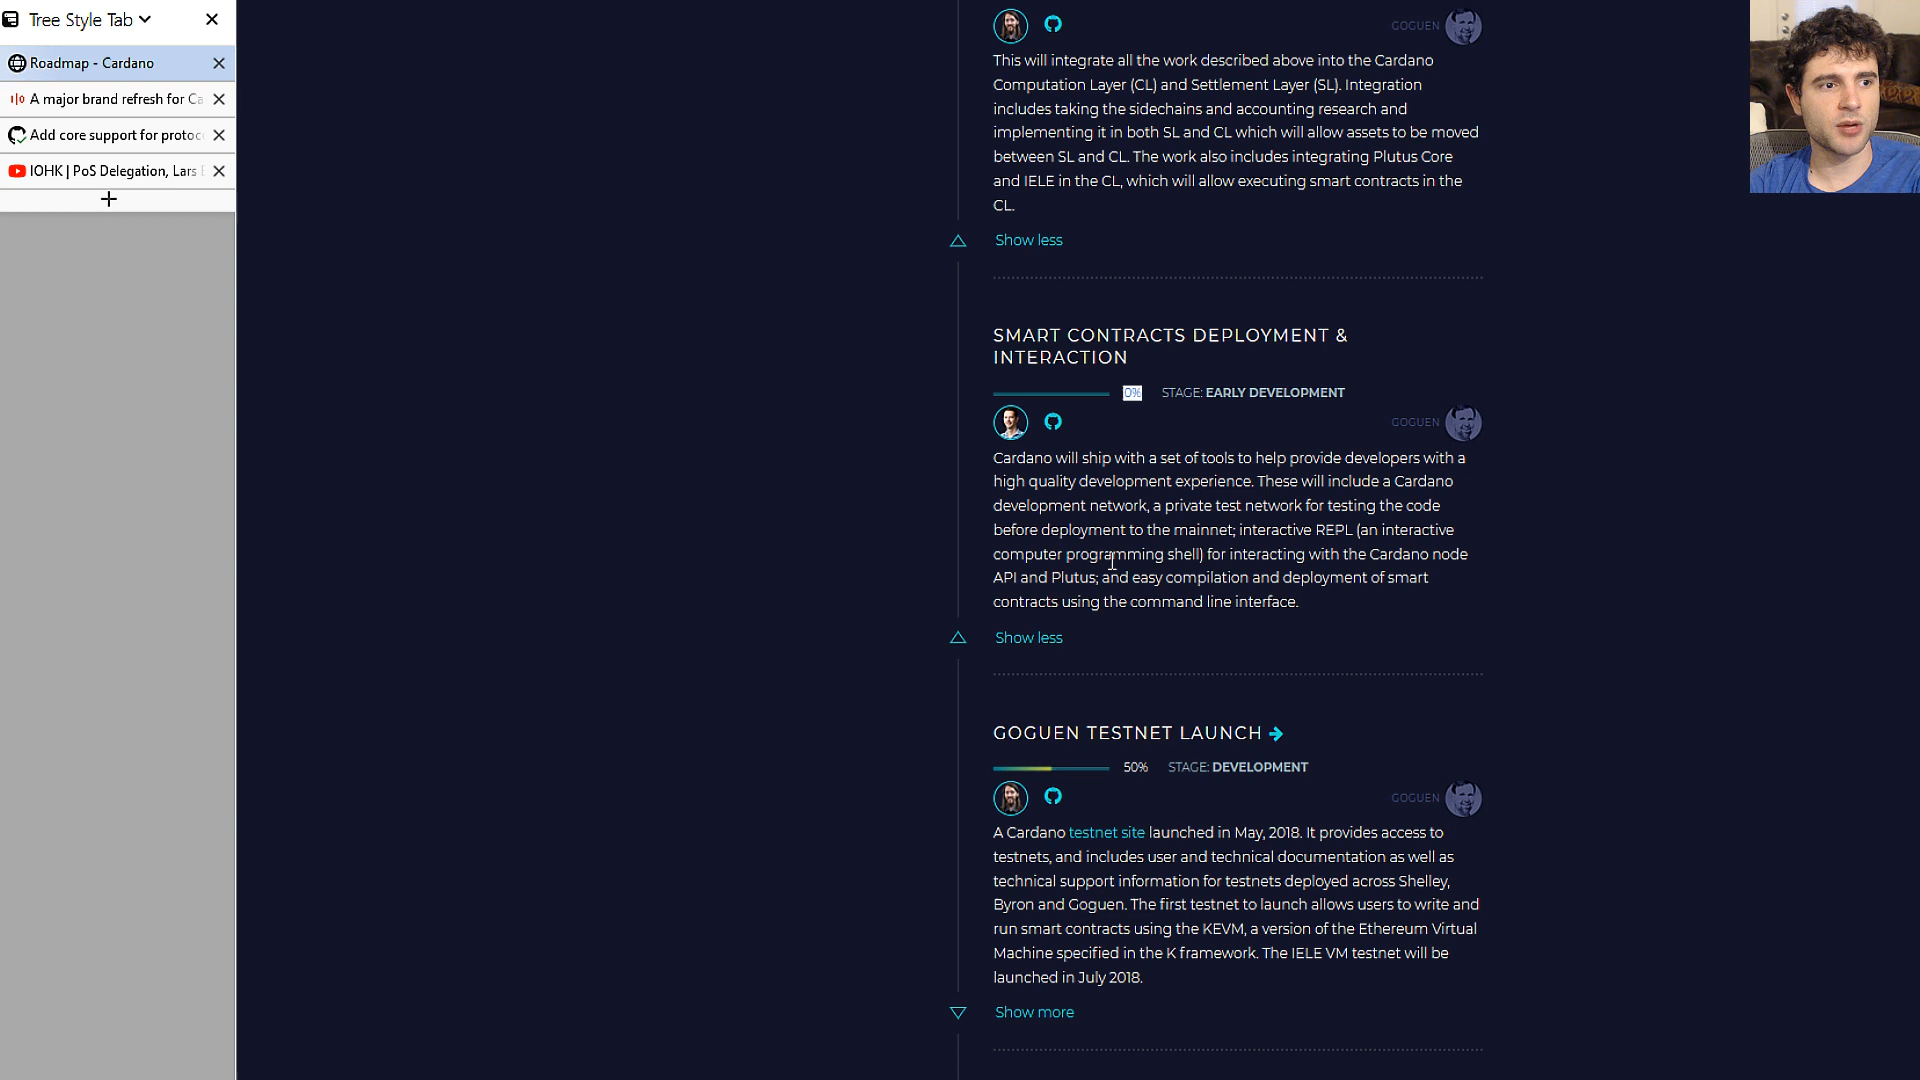 Tree Style Tab
Roadmap - Cardano
A major brand refresh for Ca
Add core support for protoc
IOHK | PoS Delegation, Lars
GOGUEN
This will integrate all the work described above into the Cardano
Computation Layer (CL) and Settlement Layer (SL). Integration
includes taking the sidechains and accounting research and
implementing it in both SL and CL which will allow assets to be moved
between SL and CL. The work also includes integrating Plutus Core
and IELE in the CL, which will allow executing smart contracts in the
CL.
Show less
SMART CONTRACTS DEPLOYMENT &
INTERACTION
0% STAGE: EARLY DEVELOPMENT
GOGUEN
Cardano will ship with a set of tools to help provide developers with a
high quality development experience. These will include a Cardano
development network, a private test network for testing the code
before deployment to the mainnet; interactive REPL (an interactive
computer programming shell) for interacting with the Cardano node
API and Plutus; and easy compilation and deployment of smart
contracts using the command line interface.
Show less
GOGUEN TESTNET LAUNCH
50% STAGE: DEVELOPMENT
GOGUEN
A Cardano testnet site launched in May, 2018. It provides access to
testnets, and includes user and technical documentation as well as
technical support information for testnets deployed across Shelley,
Byron and Goguen. The first testnet to launch allows users to write and
run smart contracts using the KEVM, a version of the Ethereum Virtual
Machine specified in the K framework. The IELE VM testnet will be
launched in July 2018.
Show more